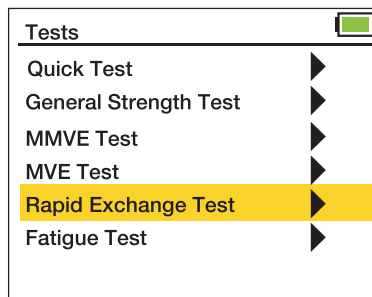 Tests
Quick Test
General Strength Test
MMVE Test
MVE Test
Rapid Exchange Test
Fatigue Test